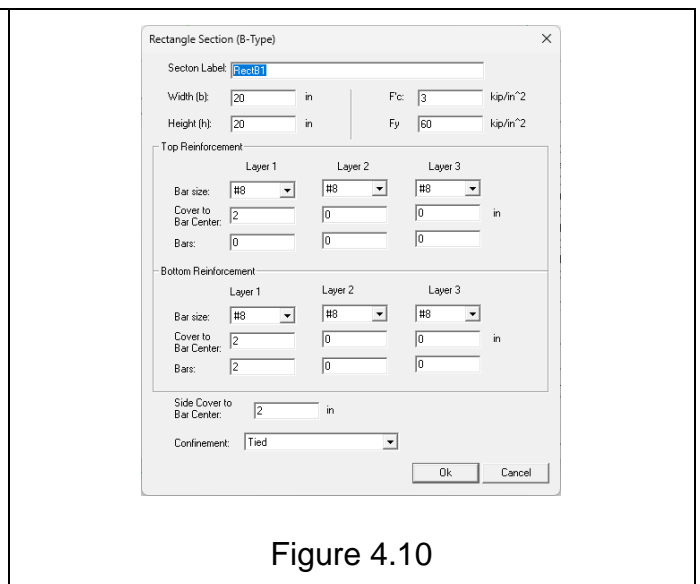 Rectangle Section (B-Type)
Secton Label: RectB1
Width (b): 20 in F'c: 3 kip/in^2
Height (h): 20 in Fy 60 kip/in^2
Top Reinforcement
Layer 1 Layer 2 Layer 3
Bar size: #8 #8 #8
Cover to
Bar Center: 2 0 0 in
Bars: 0 0 0
Bottom Reinforcement
Layer 1 Layer 2 Layer 3
Bar size: #8 #8 #8
Cover to
Bar Center: 2 0 0 in
Bars: 2 0 0
Side Cover to
Bar Center: 2 in
Confinement: Tied
Ok Cancel
Figure 4.10